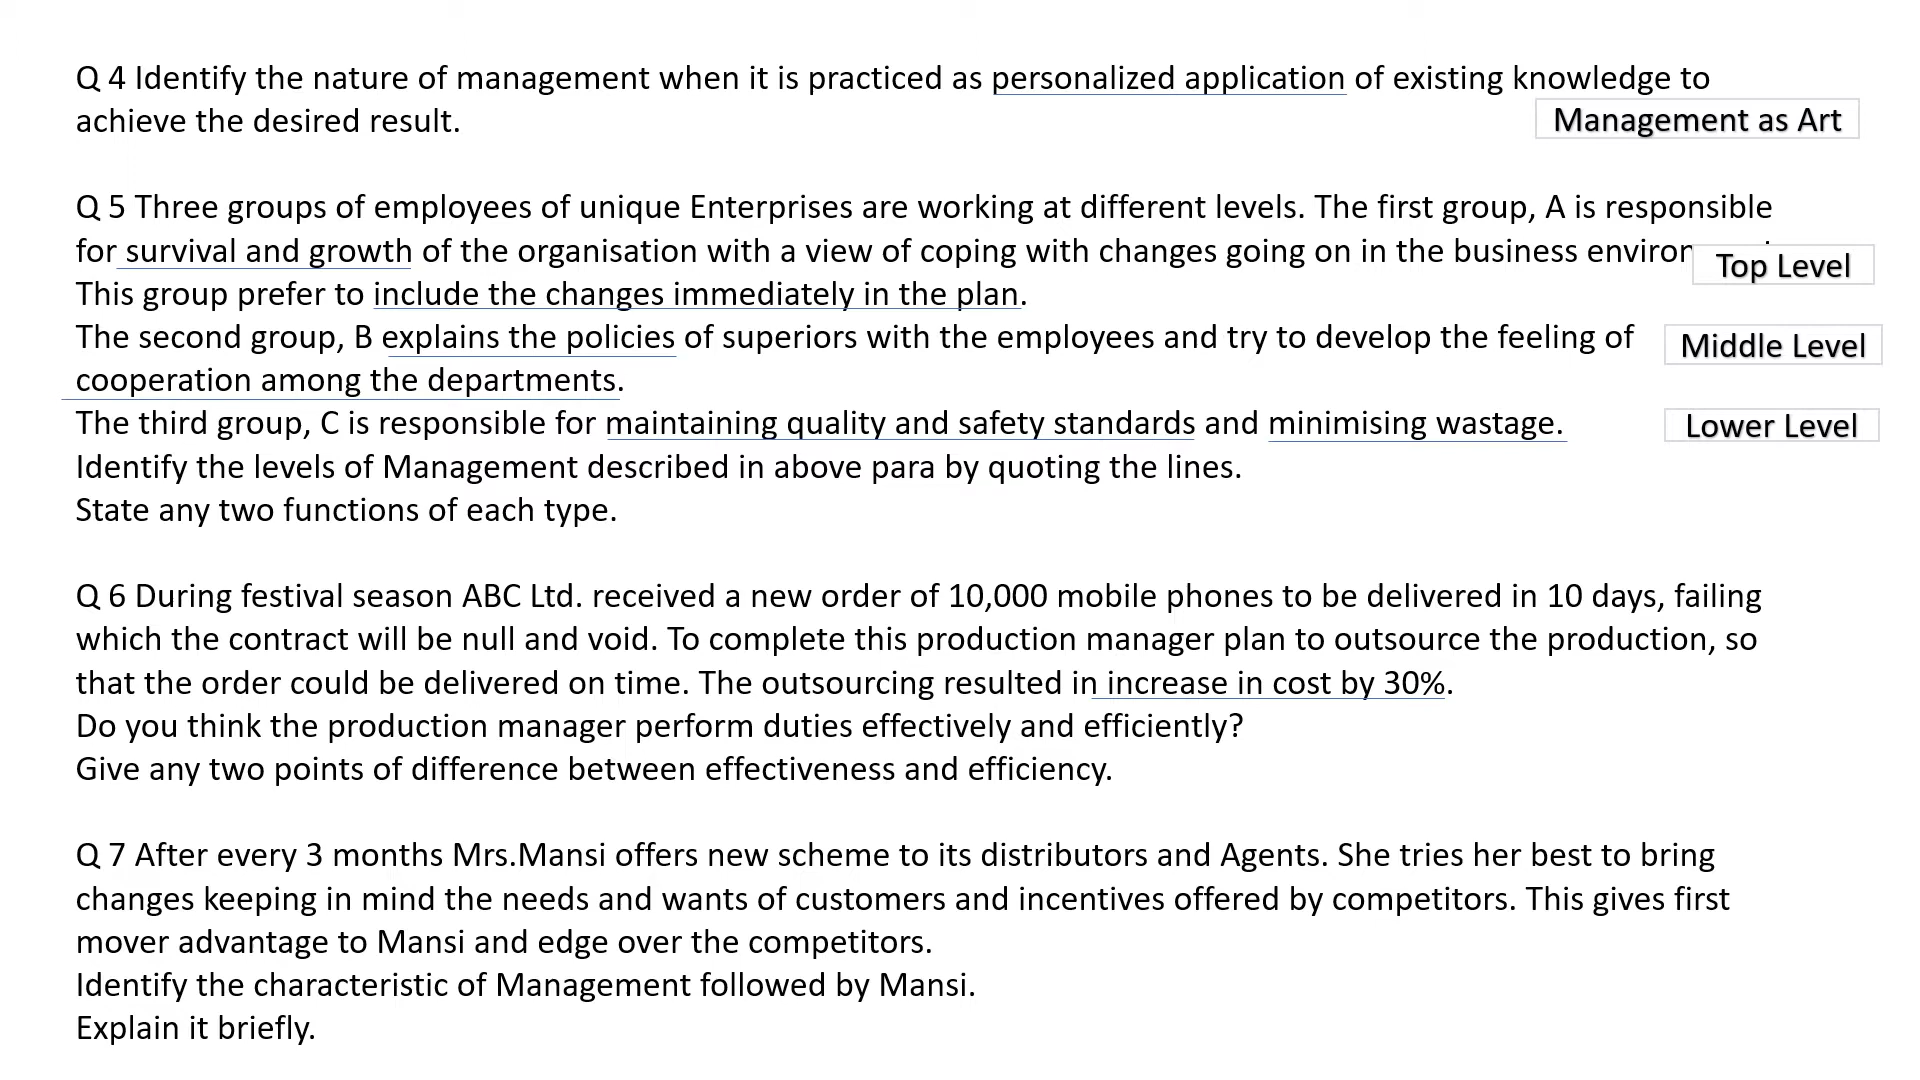 Q 4 Identify the nature of management when it is practiced as personalized application of existing knowledge to
achieve the desired result.
Management as Art
Q 5 Three groups of employees of unique Enterprises are working at different levels. The first group, A is responsible
for survival and growth of the organisation with a view of coping with changes going on in the business
Top Level
This group prefer to include the changes immediately in the plan.
The second group, B explains the policies of superiors with the employees and try to develop the feeling of
Middle Level
cooperation among the departments.
The third group, C is responsible for maintaining quality and safety standards and minimising wastage.
Lower Level
Identify the levels of Management described in above para by quoting the lines.
State any two functions of each type.
Q 6 During festival season ABC Ltd. received a new order of 10,000 mobile phones to be delivered in 10 days, failing
which the contract will be null and void. To complete this production manager plan to outsource the production, so
that the order could be delivered on time. The outsourcing resulted in increase in cost by 30%.
Do you think the production manager perform duties effectively and efficiently?
Give any two points of difference between effectiveness and efficiency.
Q 7 After every 3 months Mrs.Mansi offers new scheme to its distributors and Agents. She tries her best to bring
changes keeping in mind the needs and wants of customers and incentives offered by competitors. This gives first
mover advantage to Mansi and edge over the competitors.
Identify the characteristic of Management followed by Mansi.
Explain it briefly.